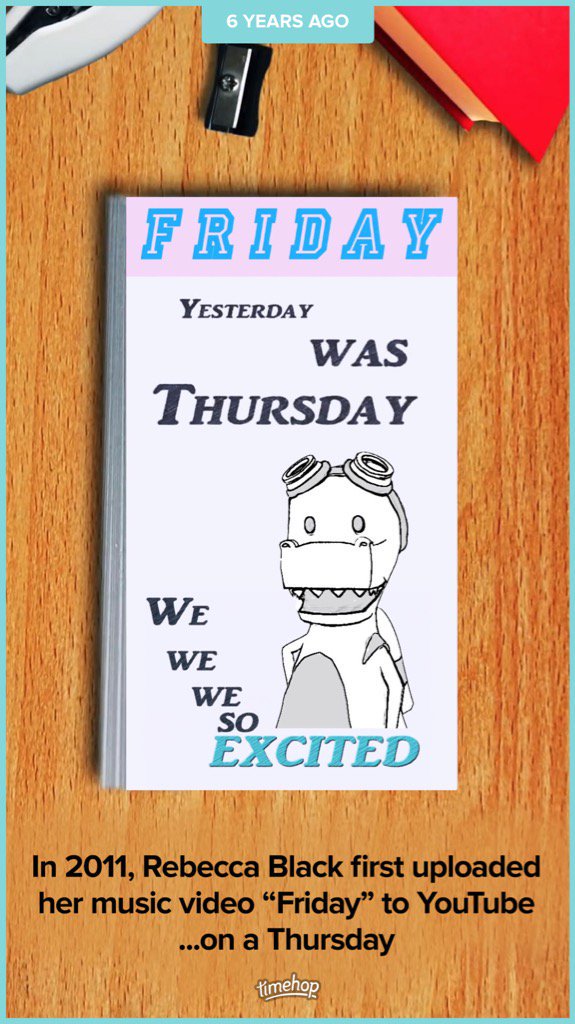 6 YEARS AGO
FRIDAY
YESTERDAY
WAS
THURSDAY
WE
WE
WE
SO
EXCITED
In 2011, Rebecca Black first uploaded
her music video “Friday” to YouTube
...on a Thursday
timehop